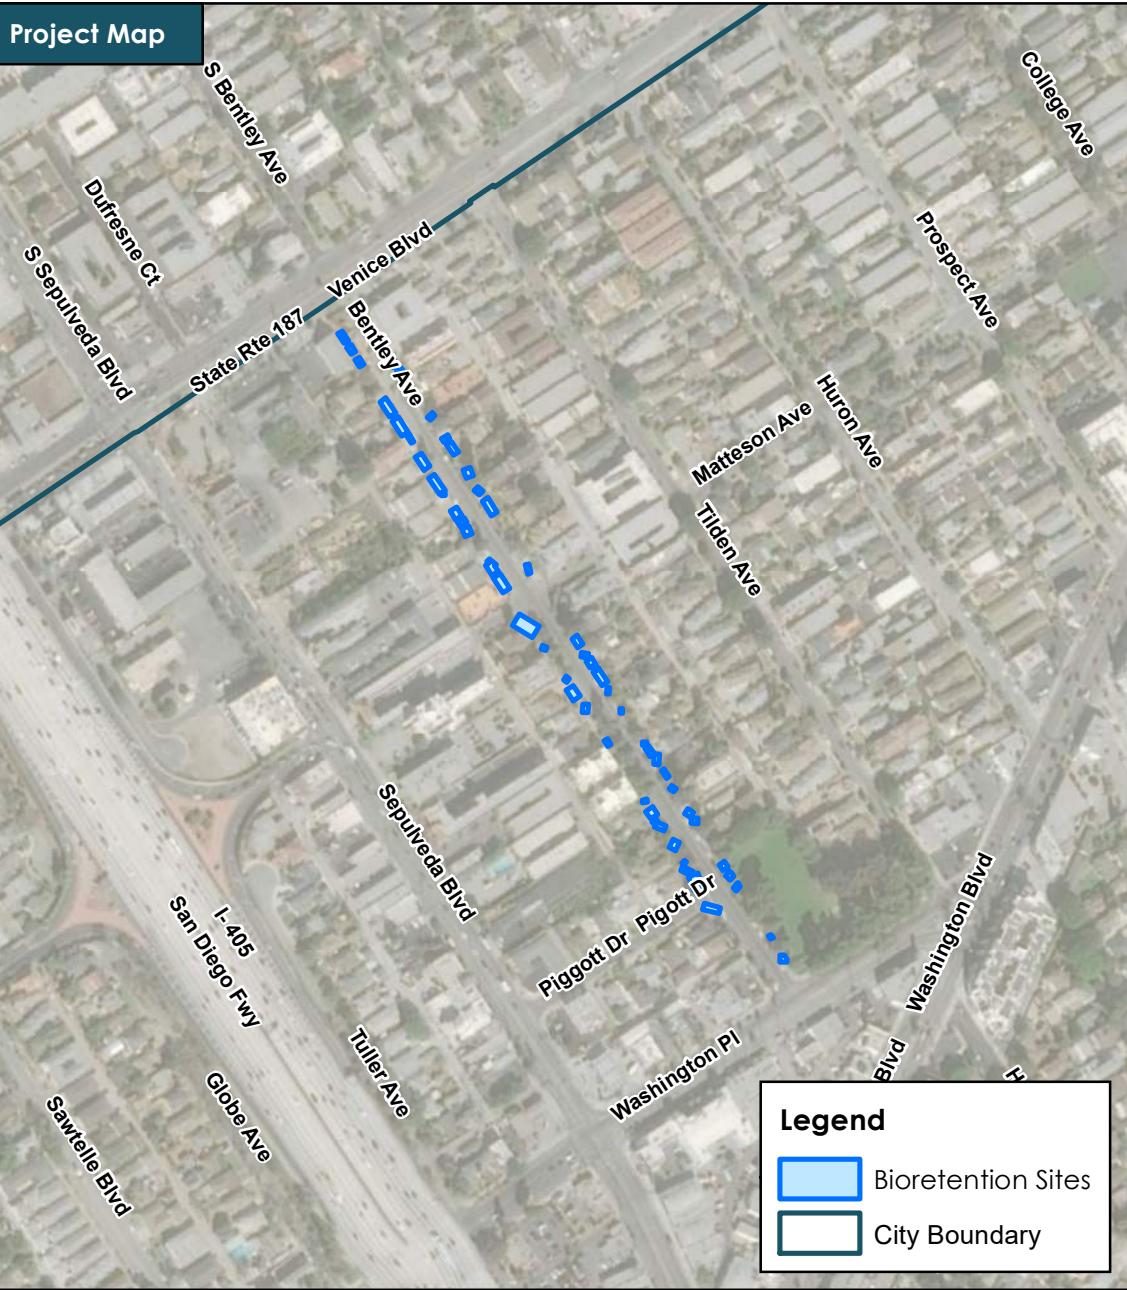 Project Map
S Bentley Ave
College Ave
Dufresne Ct
S Sepulveda Blvd
Venice Blvd
State Rte 187
Prospect Ave
Bentley Ave
Huron Ave
Matteson Ave
Tilden Ave
Sepulveda Blvd
Piggott Dr
Pigott Dr
Washington Blvd
I-405
San Diego Fwy
Tuller Ave
Washington Pl
Blvd
H
Globe Ave
Sawtelle Blvd
Legend
Bioretention Sites
City Boundary